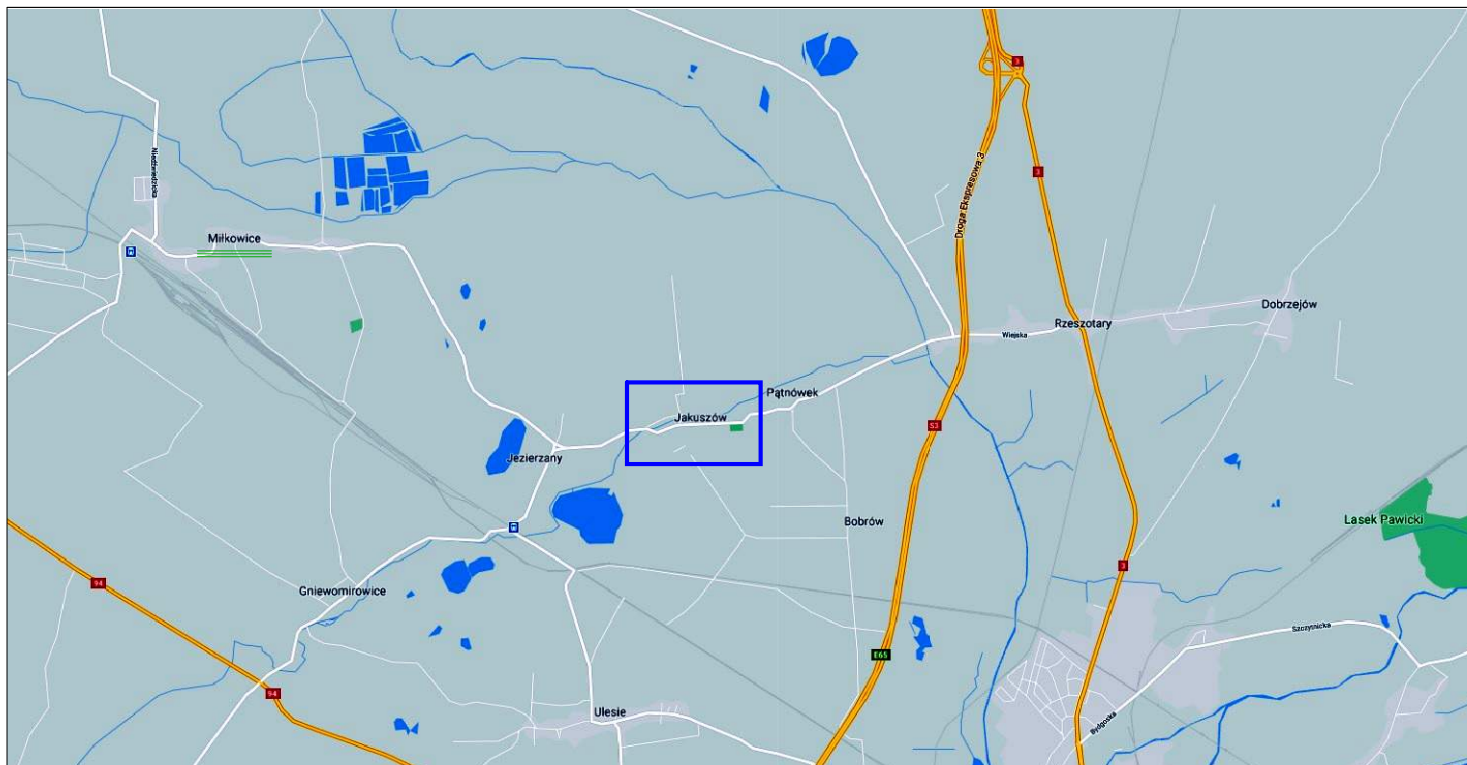 3
Droga Ekspresowa 3
3
Niedźwiedzicka
Miłkowice
Dobrzejów
Rzeszotary
Wiejska
Pątnówek
Jakuszów
S3
Jezierzany
Bobrów
Lasek Pawicki
3
94
Gniewomirowice
Szczytnicka
E65
94
Ulesie
Bydgoska